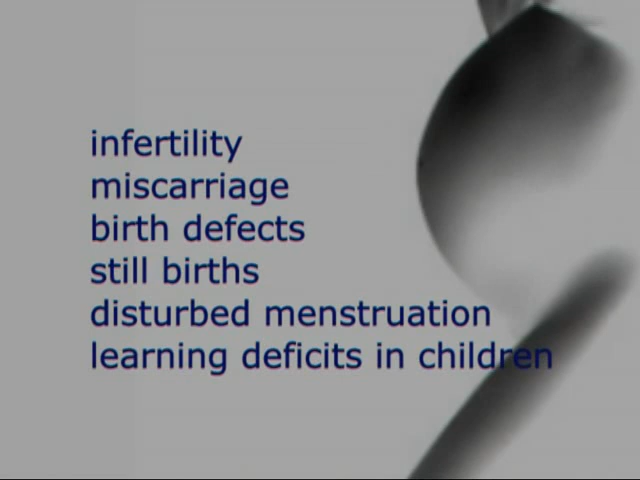 infertility
miscarriage
birth defects
still births
disturbed menstruation
learning deficits in children